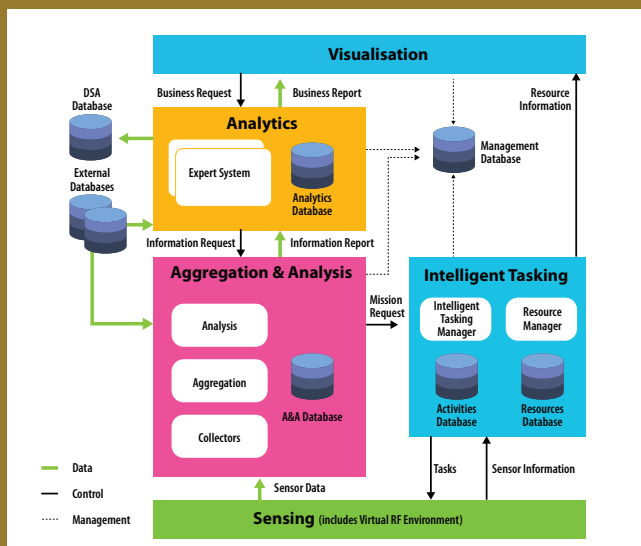 Visualisation
DSA
Database
Business Request
Business Report
Resource
Information
Analytics
Management
Database
Expert System
External
Databases
Analytics
Database
Information Request
Information Report
Aggregation & Analysis
Intelligent Tasking
Mission
Request
Analysis
Intelligent
Tasking
Manager
Resource
Manager
Aggregation
A&A Database
Activities
Database
Resources
Database
Collectors
Data
Control
Management
Sensor Data
Tasks
Sensor Information
Sensing (includes Virtual RF Environment)